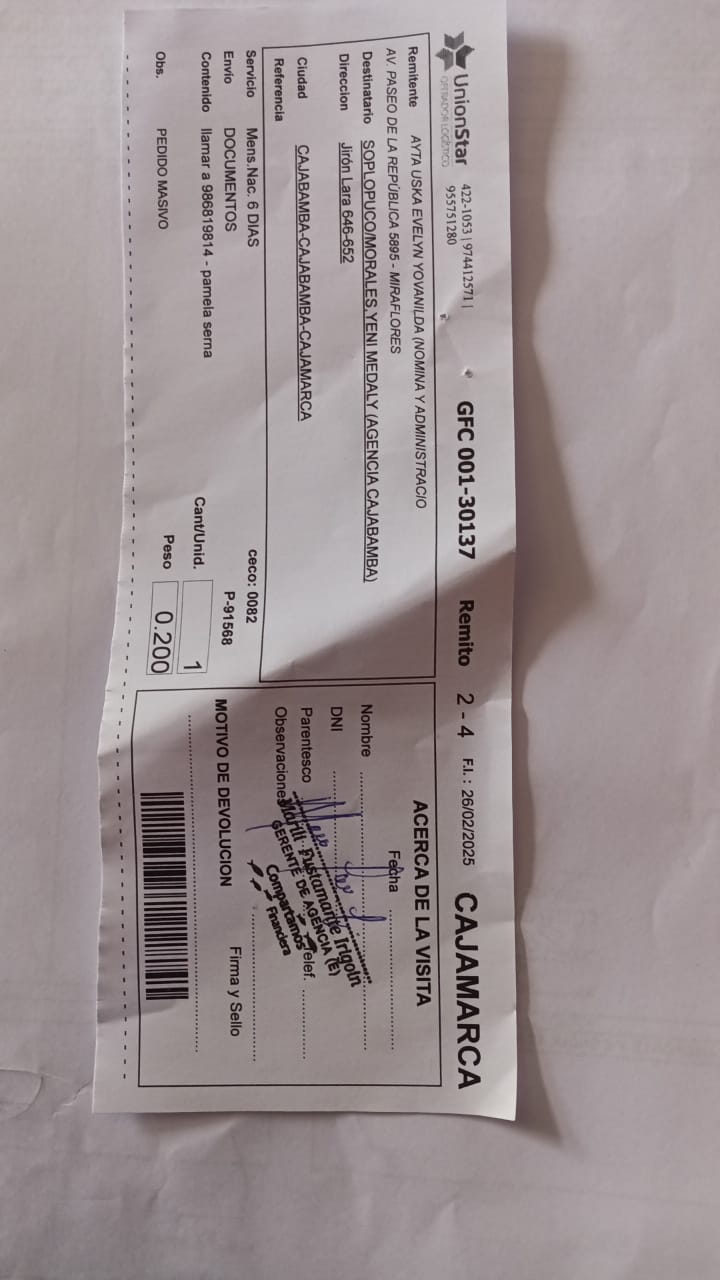 UnionStar
OPERADOR LOGÍSTICO
422-1053 | 974412571 |
955751280
GFC 001-30137 Remito 2 - 4 F.I.: 26/02/2025 CAJAMARCA
Remitente AYTA USKA EVELYN YOVANILDA (NOMINA Y ADMINISTRACIO
AV. PASEO DE LA REPÚBLICA 5895 - MIRAFLORES
Destinatario SOPLOPUCO/MORALES,YENI MEDALY (AGENCIA CAJABAMBA)
Direccion Jirón Lara 646-652
Ciudad CAJABAMBA-CAJABAMBA-CAJAMARCA
Referencia
Servicio Mens.Nac. 6 DIAS ceco: 0082
Envio DOCUMENTOS P-91568
Contenido llamar a 986819814 - pamela serna Cant/Unid. 1
Obs. PEDIDO MASIVO Peso 0.200
ACERCA DE LA VISITA
Fecha
Nombre
DNI
Parentesco Telef.
Observaciones
Marili Bustamante Irigoin
GERENTE DE AGENCIA (E)
Compartamos
Financiera
Firma y Sello
MOTIVO DE DEVOLUCION